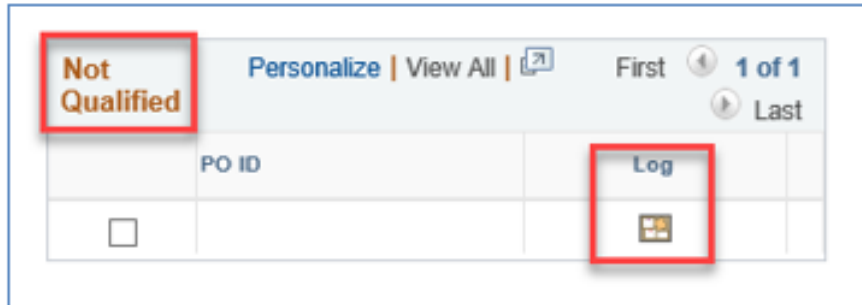 Not Qualified
Personalize | View All |
First 1 of 1
Last
PO ID
Log